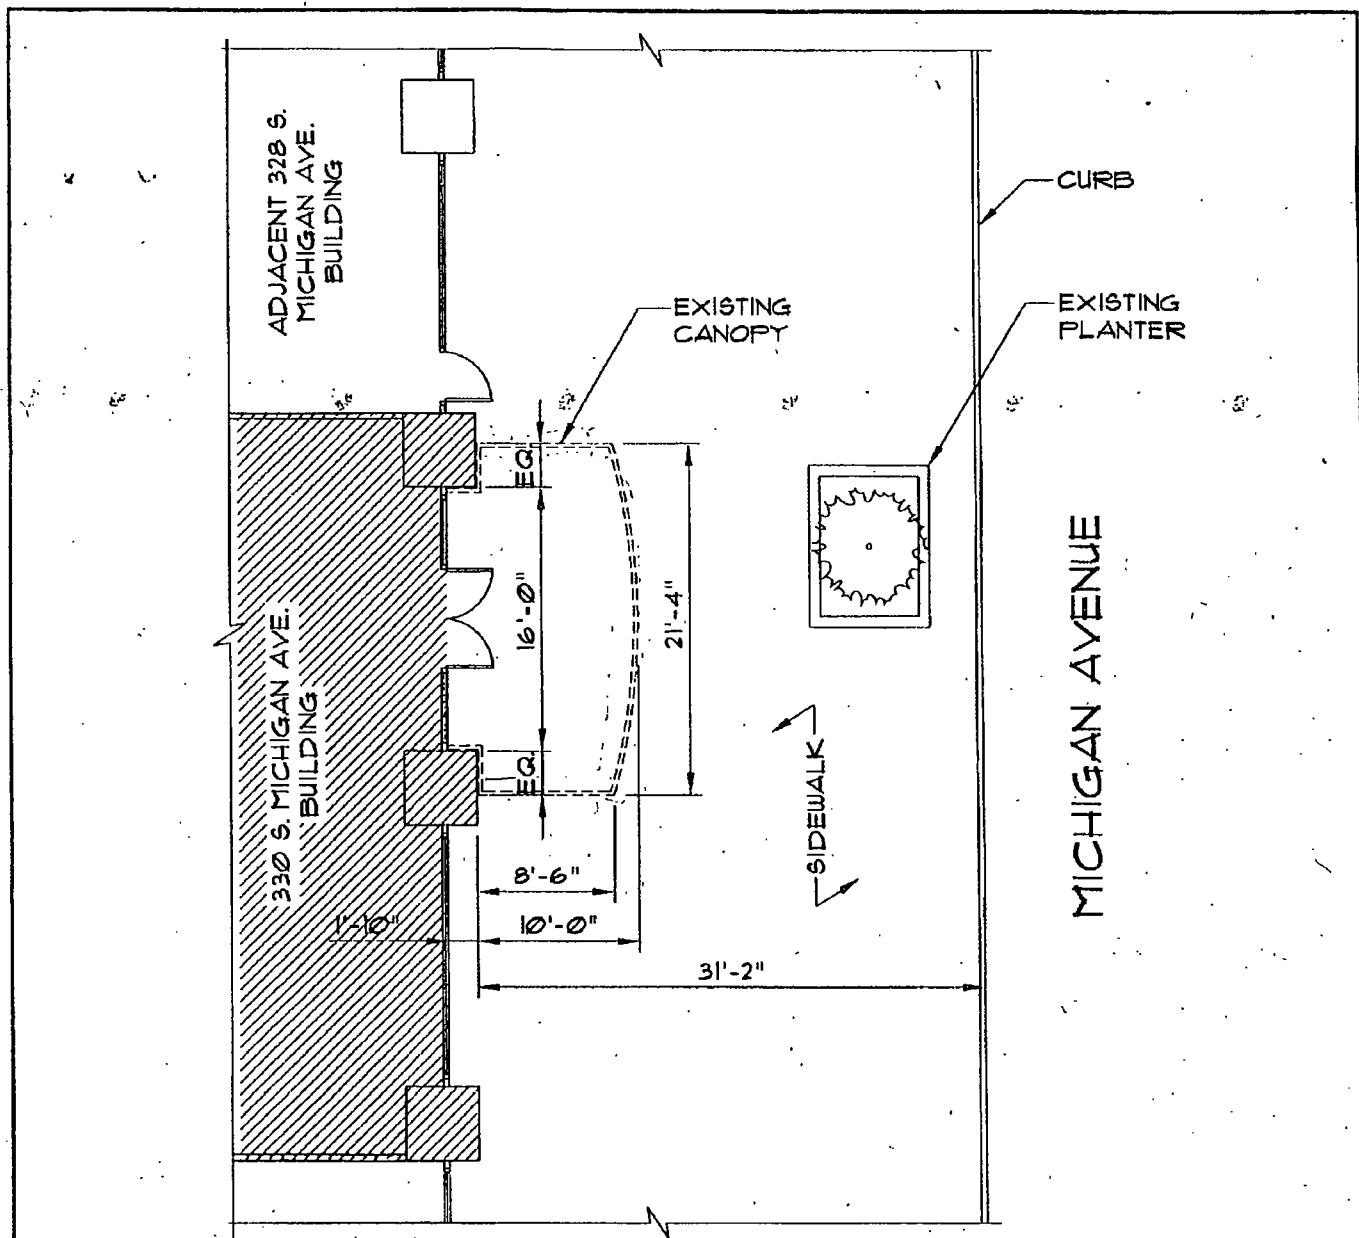 ADJACENT 328 S.
MICHIGAN AVE.
BUILDING
CURB
EXISTING
CANOPY
EXISTING
PLANTER
EQ.
16'-0"
21'-4"
EQ.
330 S. MICHIGAN AVE.
BUILDING
MICHIGAN AVENUE
SIDEWALK
8'-6"
1'-10"
10'-0"
31'-2"